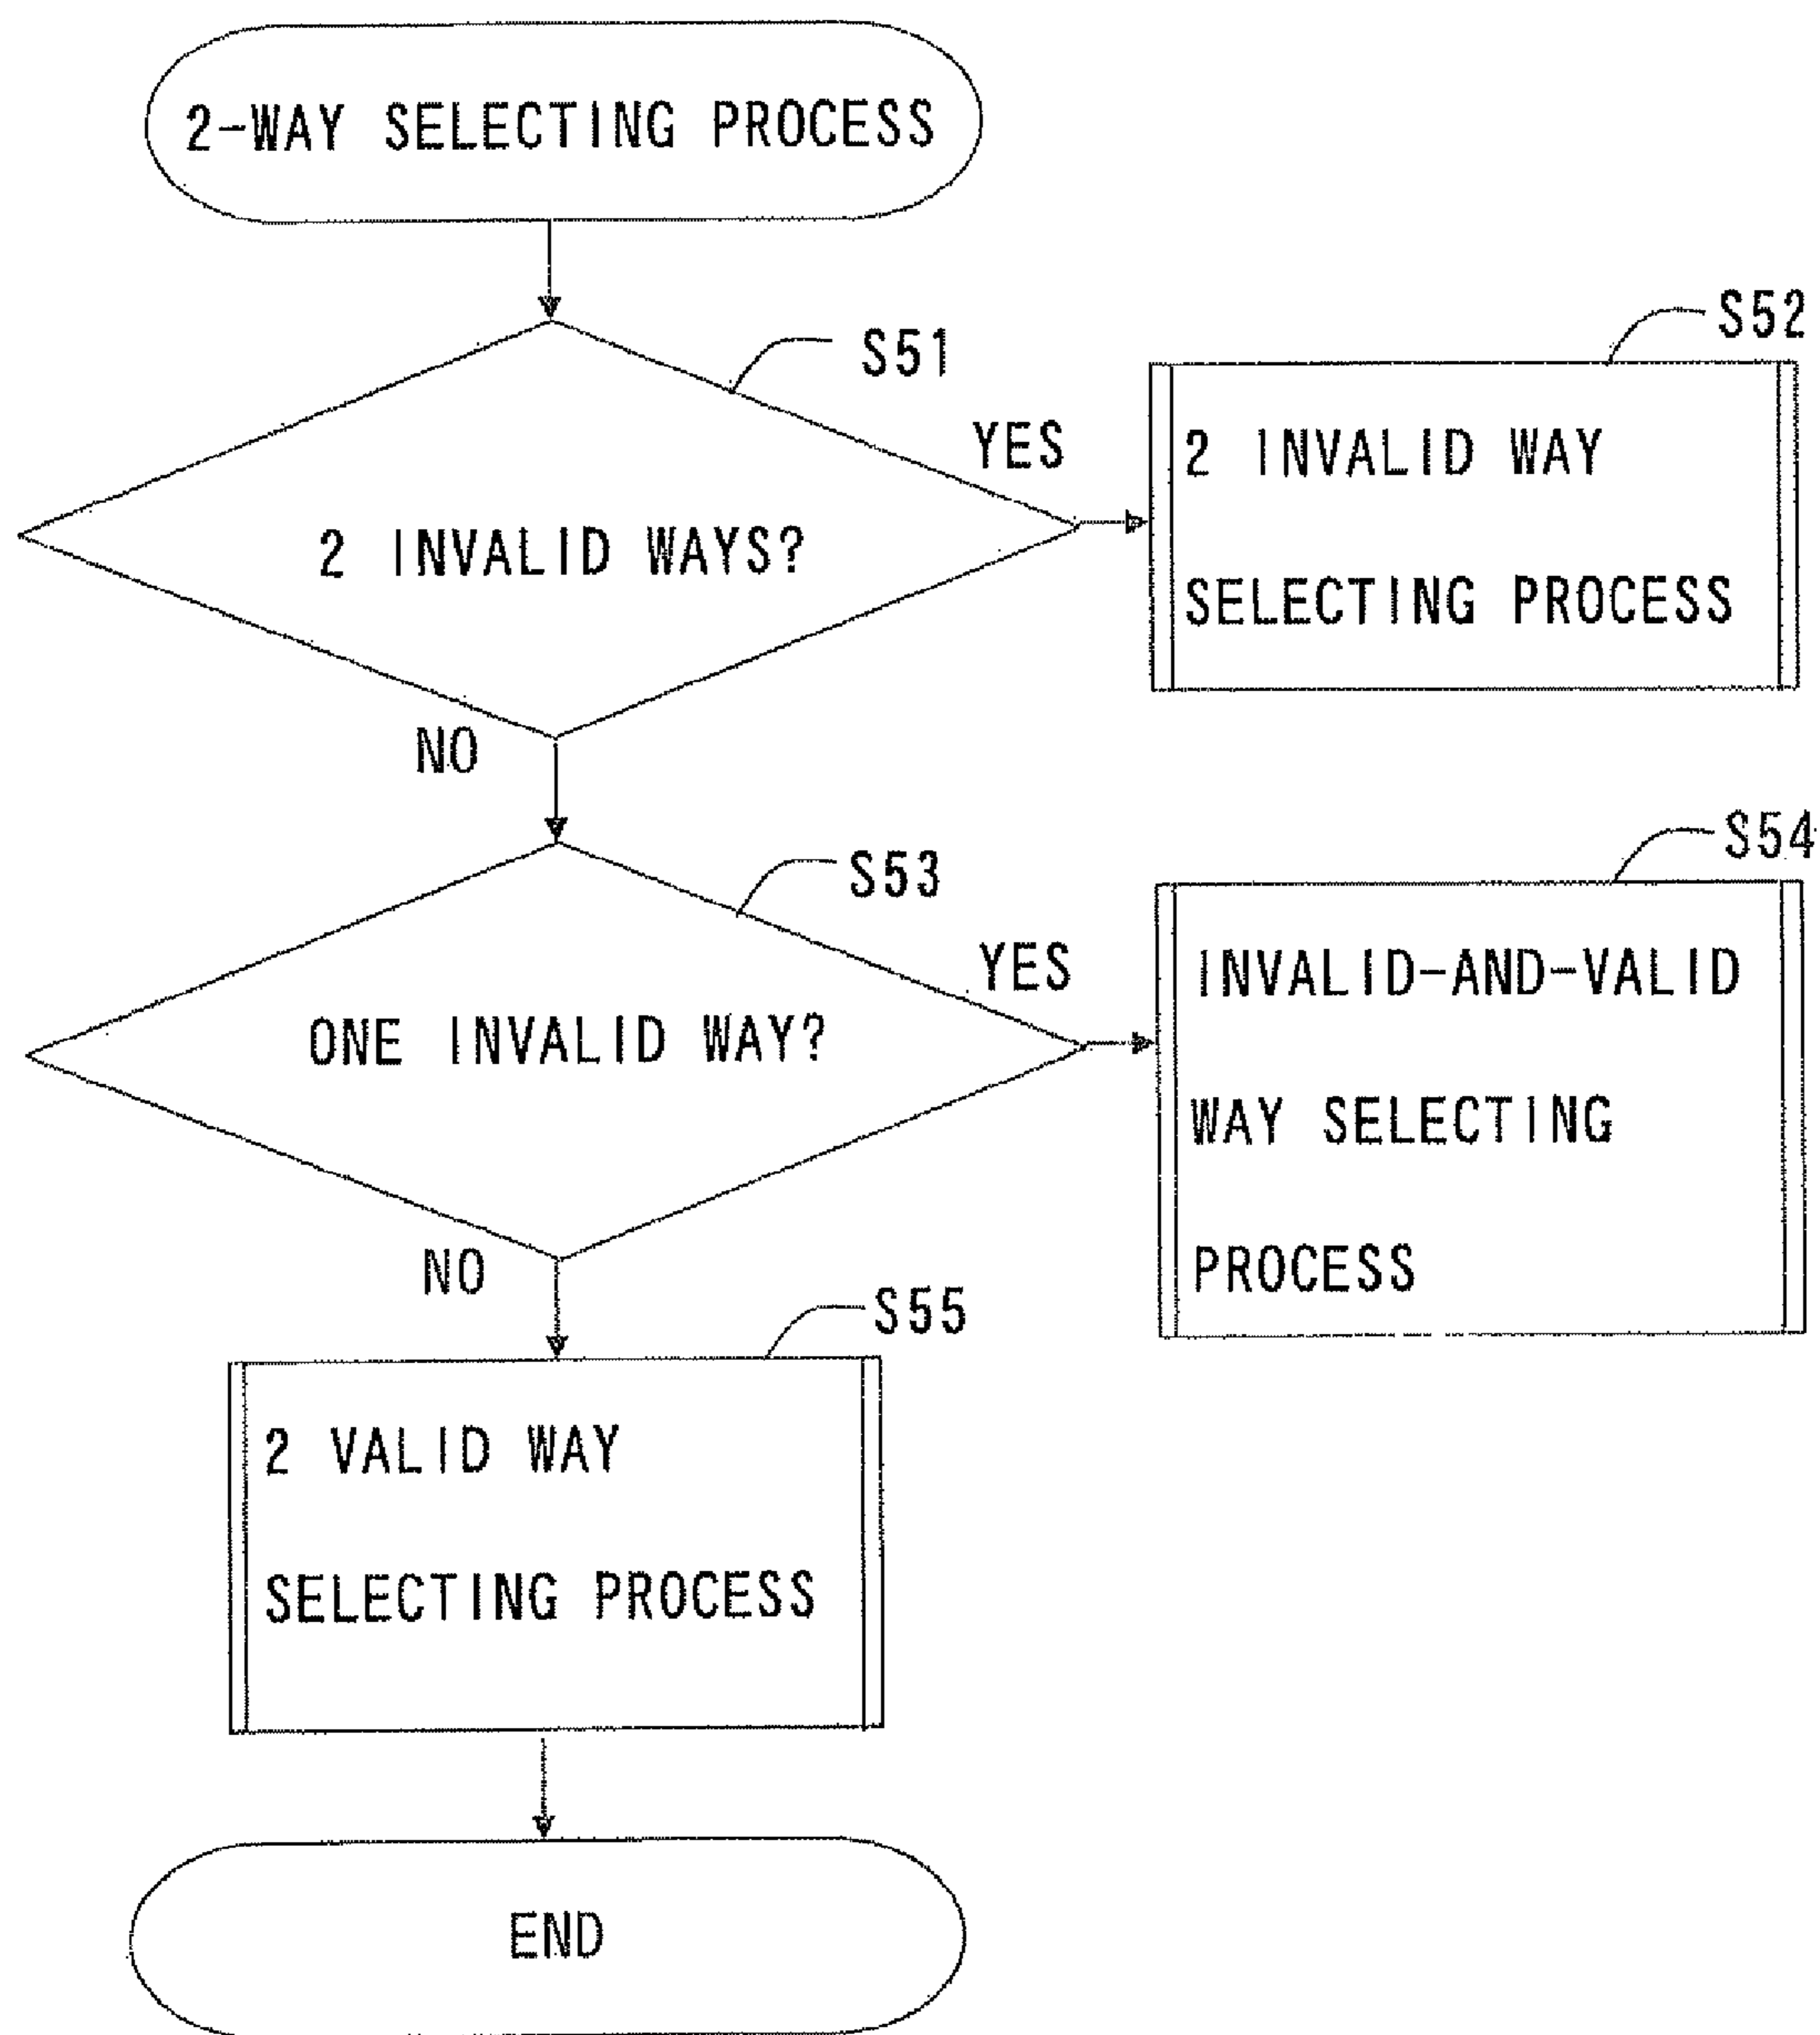 2-WAY SELECTING PROCESS
S51
S52
YES
2 INVALID WAY
SELECTING PROCESS
2 INVALID WAYS?
NO
S53
S54
YES
INVALID-AND-VALID
WAY SELECTING
PROCESS
ONE INVALID WAY?
NO
S55
2 VALID WAY
SELECTING PROCESS
END